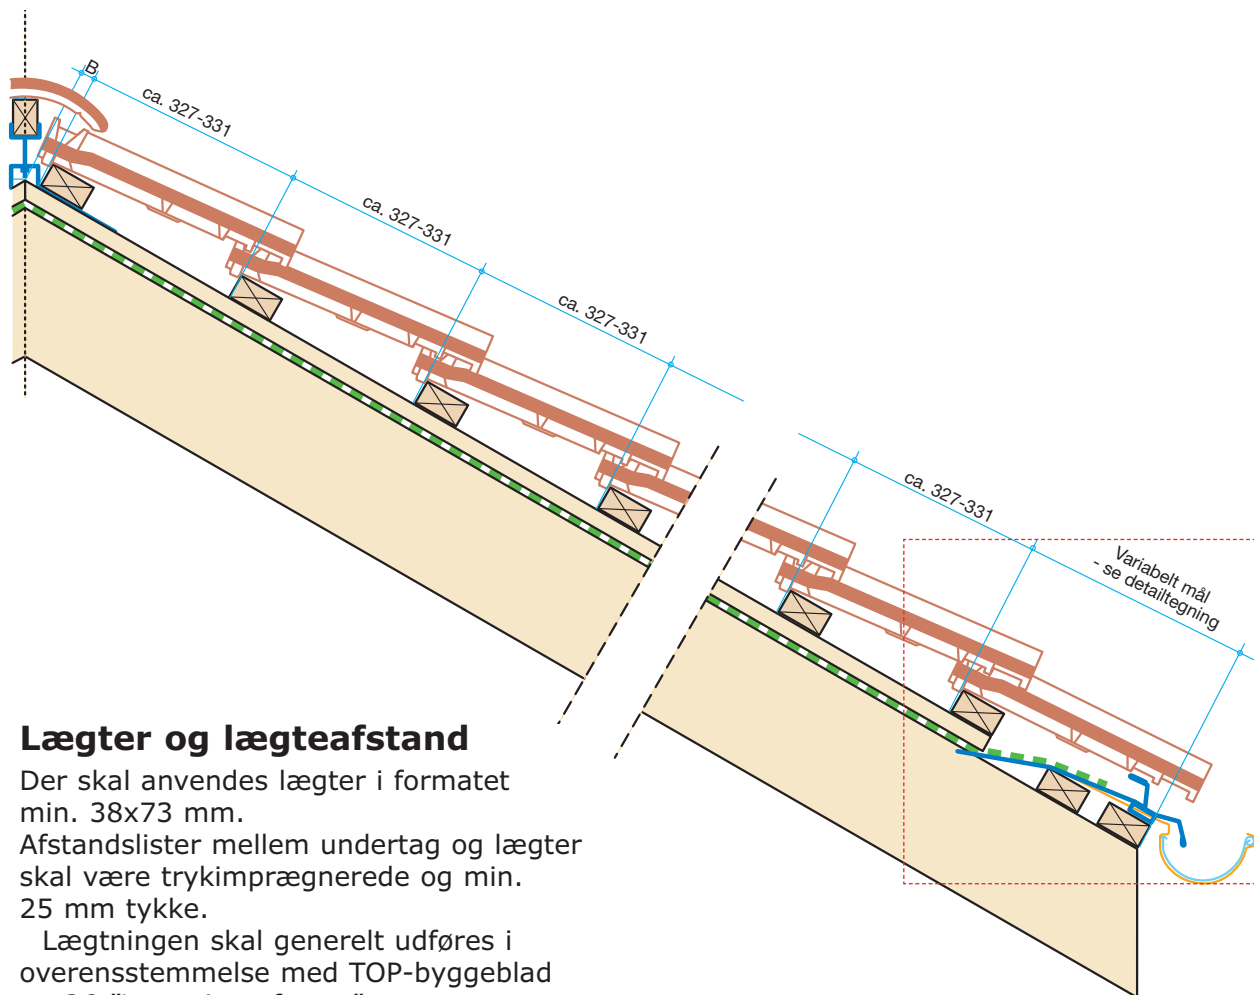 B
ca. 327-331
ca. 327-331
ca. 327-331
ca. 327-331
Variabelt mål
- se detailtegning
Lægter og lægteafstand
Der skal anvendes lægter i formatet
min. 38x73 mm.
Afstandslister mellem undertag og lægter
skal være trykimprægnerede og min.
25 mm tykke.
Lægtningen skal generelt udføres i
overensstemmelse med TOP-byggeblad